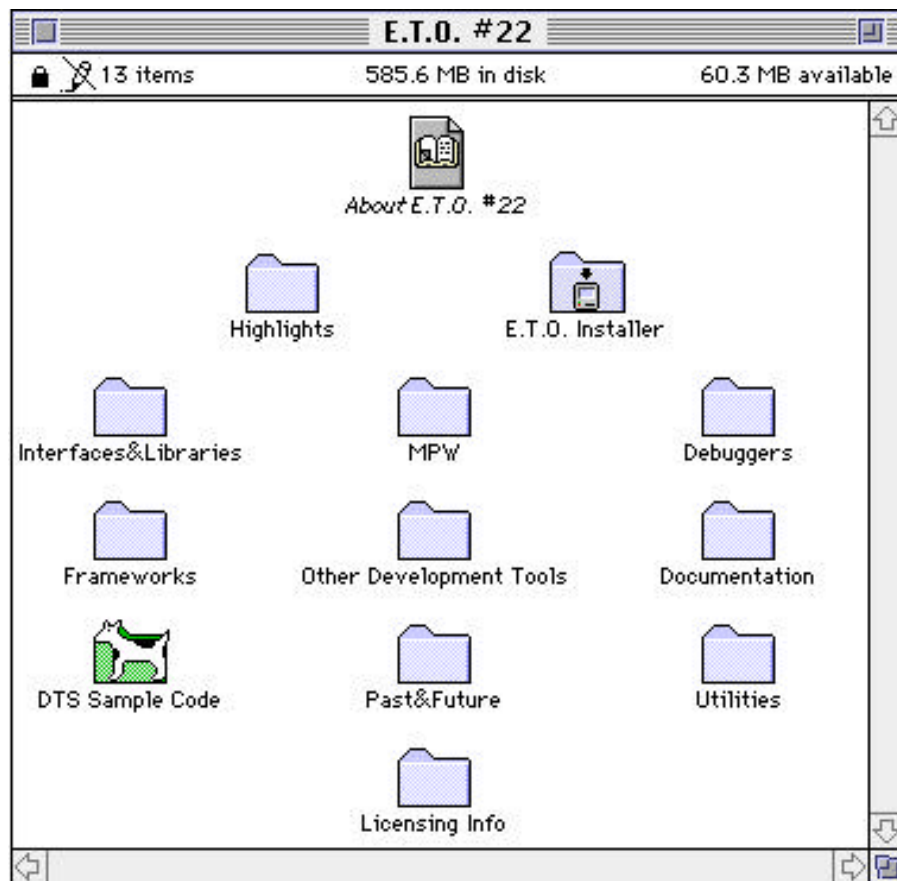 E.T.O. #22
13 items 585.6 MB in disk 60.3 MB available
About E.T.O. #22
Highlights E.T.O. Installer
Interfaces&Libraries MPW Debuggers
Frameworks Other Development Tools Documentation
DTS Sample Code Past&Future Utilities
Licensing Info